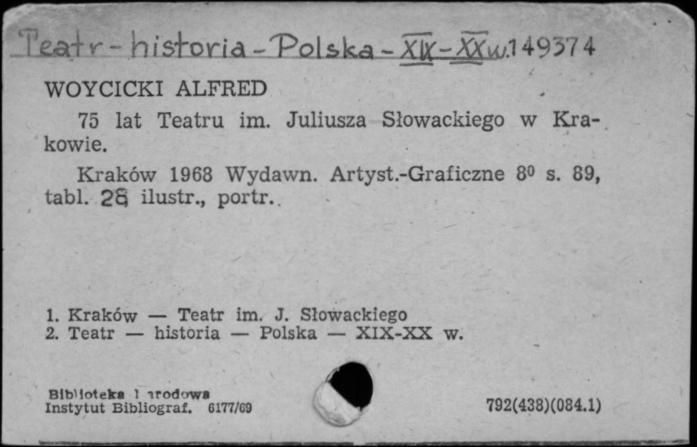 Teatr - historia - Polska - XIX-XX w. 149374
WOYCICKI ALFRED
75 lat Teatru im. Juliusza Słowackiego w Kra-
kowie.
Kraków 1968 Wydawn. Artyst.-Graficzne 8⁰ s. 89,
tabl. 28 ilustr., portr.
1. Kraków — Teatr im. J. Słowackiego
2. Teatr — historia — Polska — XIX-XX w.
Biblioteka
Instytut Bibliograf. 6177/69
792(438)(084.1)